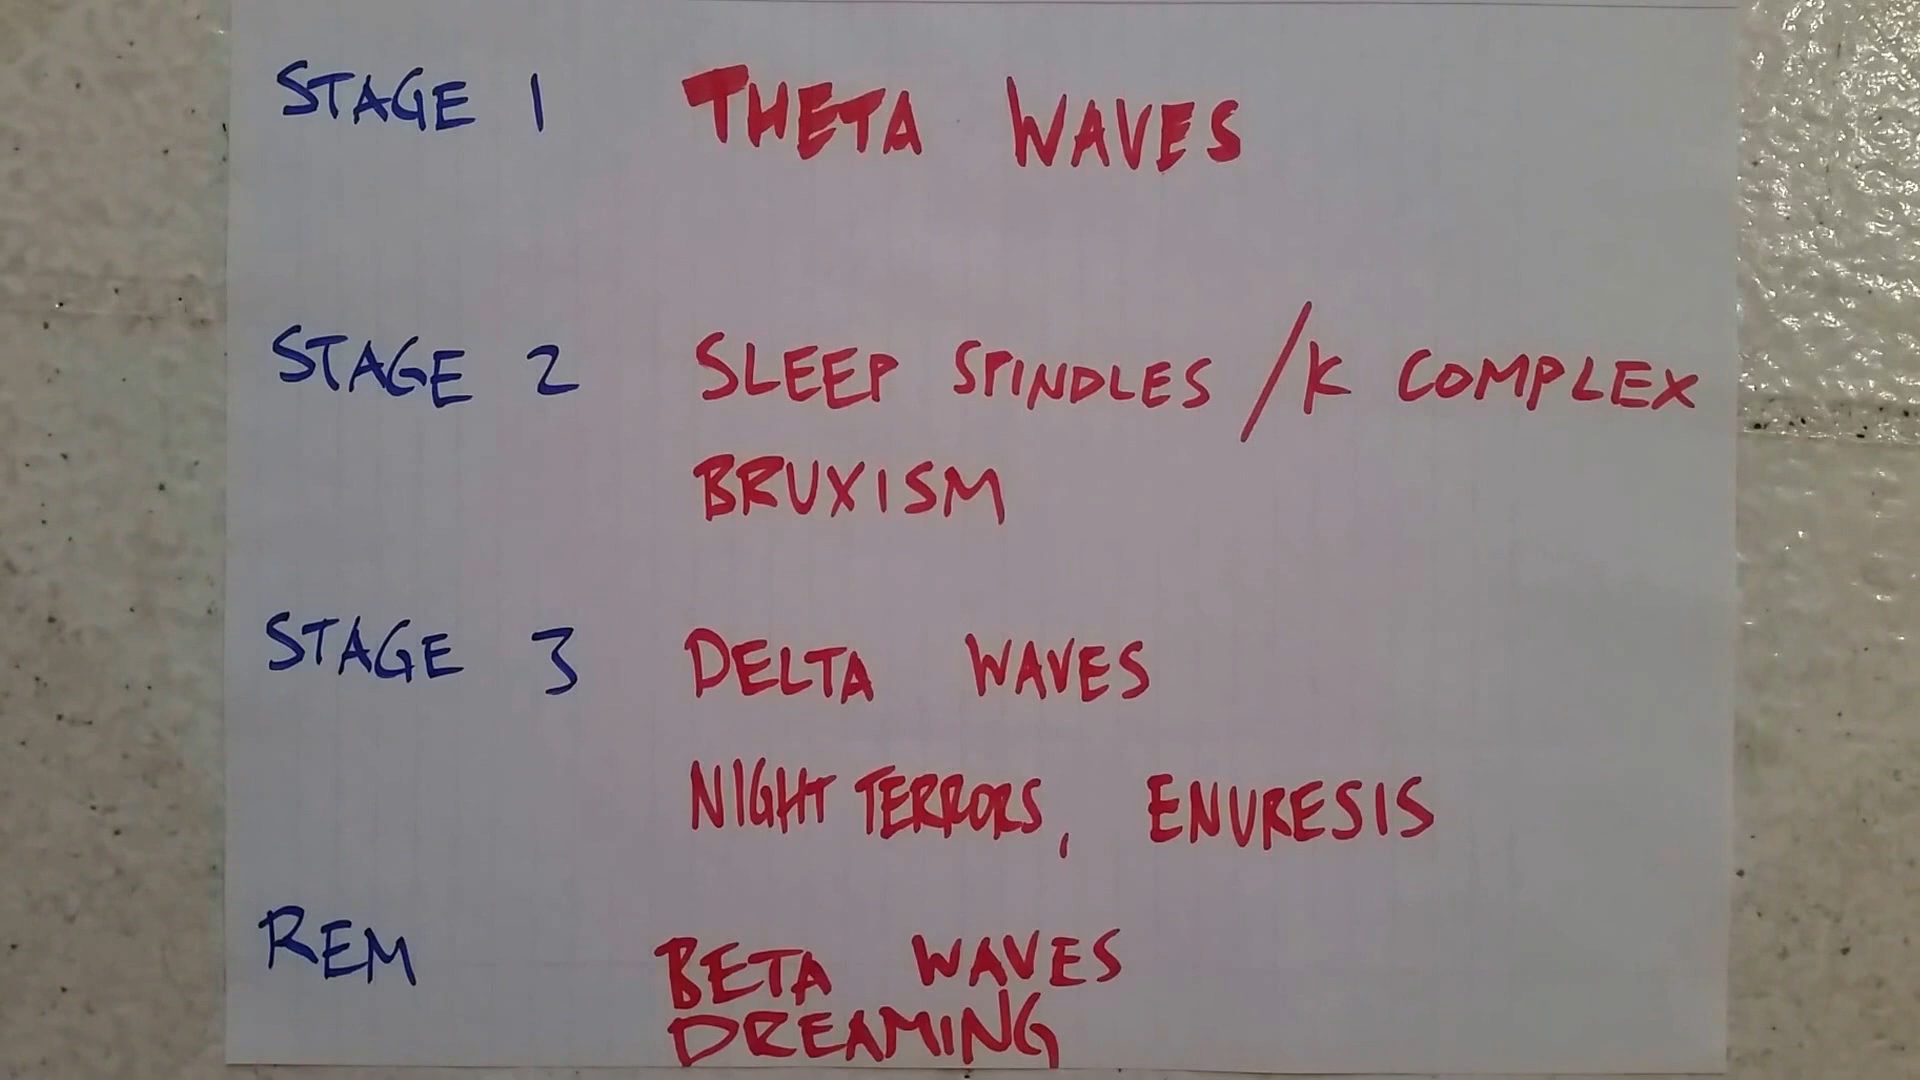 STAGE 1 THETA WAVES
STAGE 2 SLEEP SPINDLES / K COMPLEX
BRUXISM
STAGE 3 DELTA WAVES
NIGHT TERRORS, ENURESIS
REM BETA WAVES
DREAMING